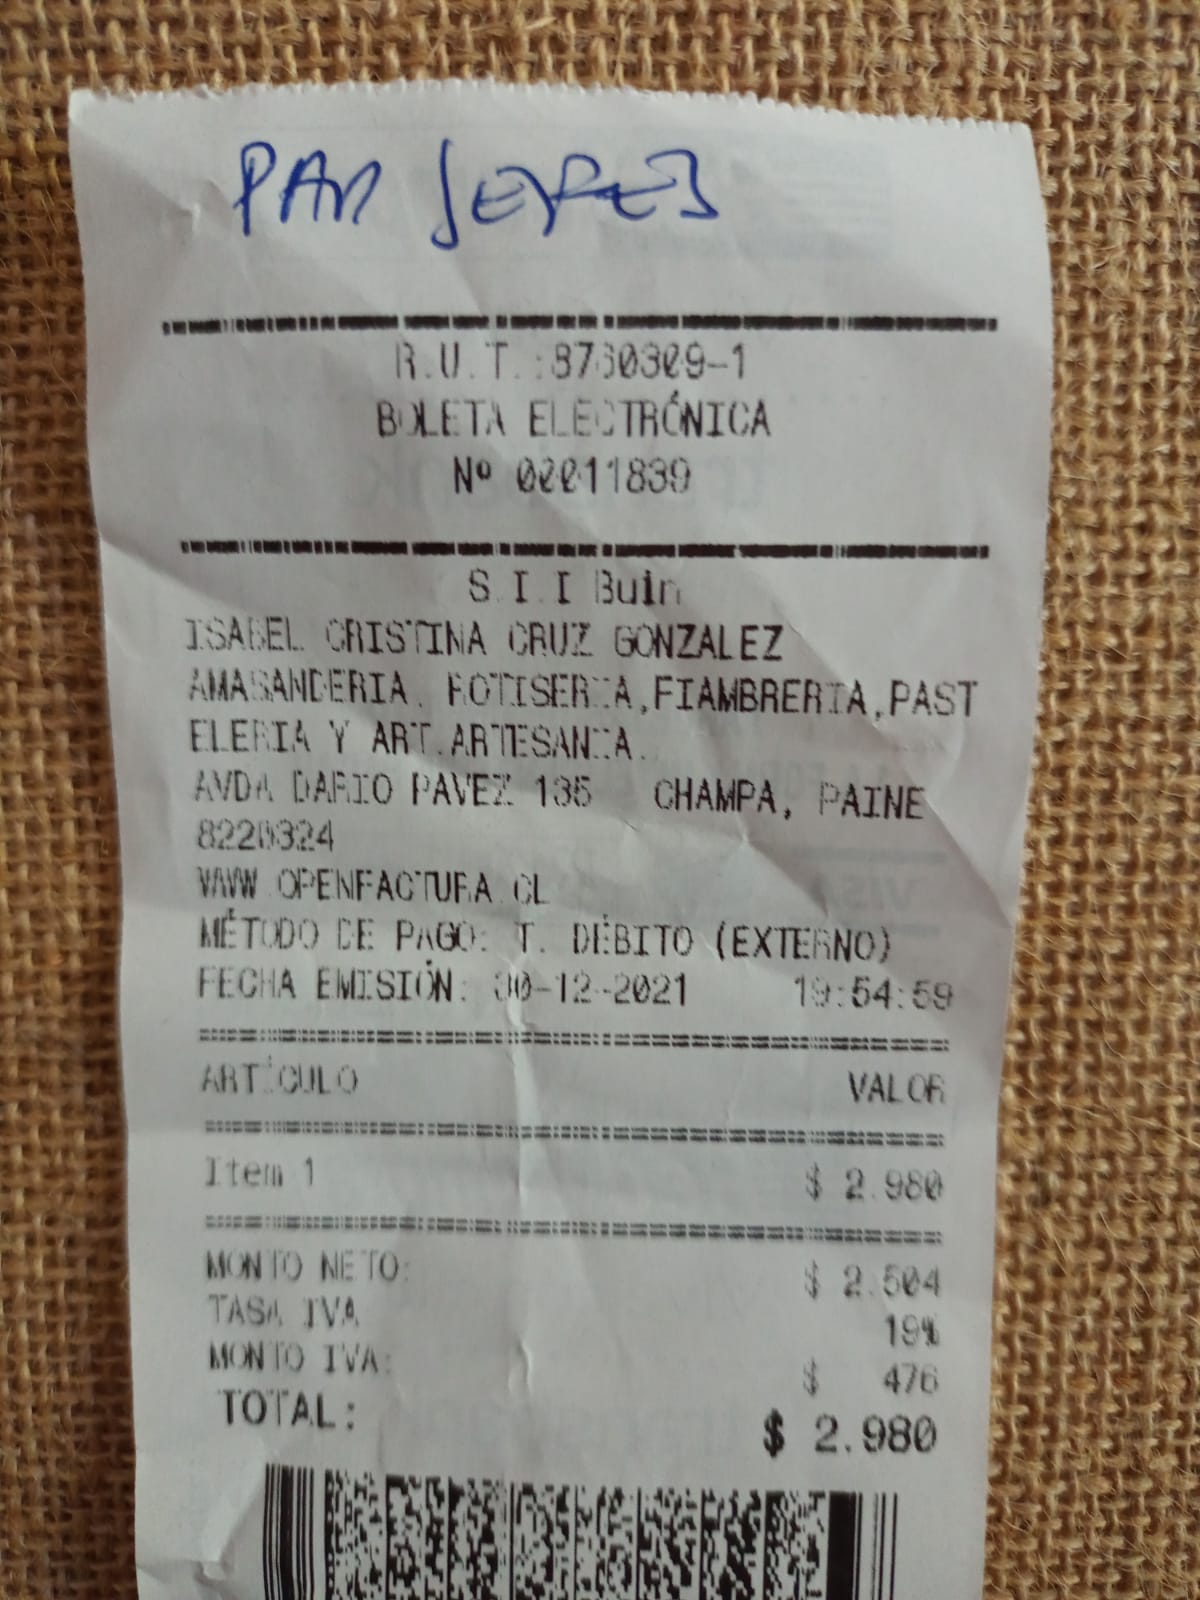 PAN JEFES
R.U.T.:8760309-1
BOLETA ELECTRÓNICA
Nº 00011839
S.I.I Buin
ISABEL CRISTINA CRUZ GONZALEZ
AMASANDERIA, ROTISERIA,FIAMBRERIA,PAST
ELERIA Y ART.ARTESANIA.
AVDA DARIO PAVEZ 135 CHAMPA, PAINE
8220324
WWW.OPENFACTURA.CL
MÉTODO DE PAGO: T. DÉBITO (EXTERNO)
FECHA EMISIÓN: 30-12-2021 19:54:59
ARTÍCULO VALOR
Item 1 $ 2.980
MONTO NETO: $ 2.504
TASA IVA 19%
MONTO IVA: $ 476
TOTAL: $ 2.980